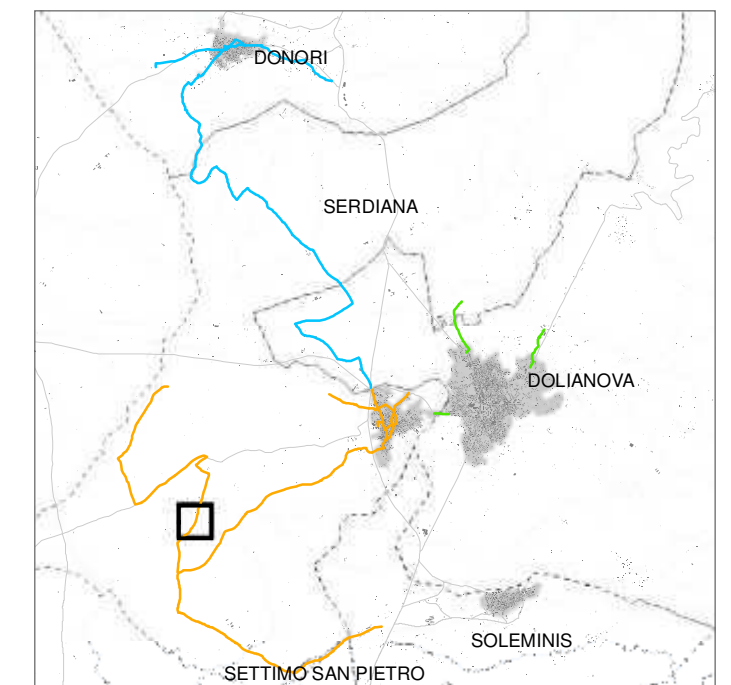 DONORI
SERDIANA
DOLIANOVA
SOLEMINIS
SETTIMO SAN PIETRO